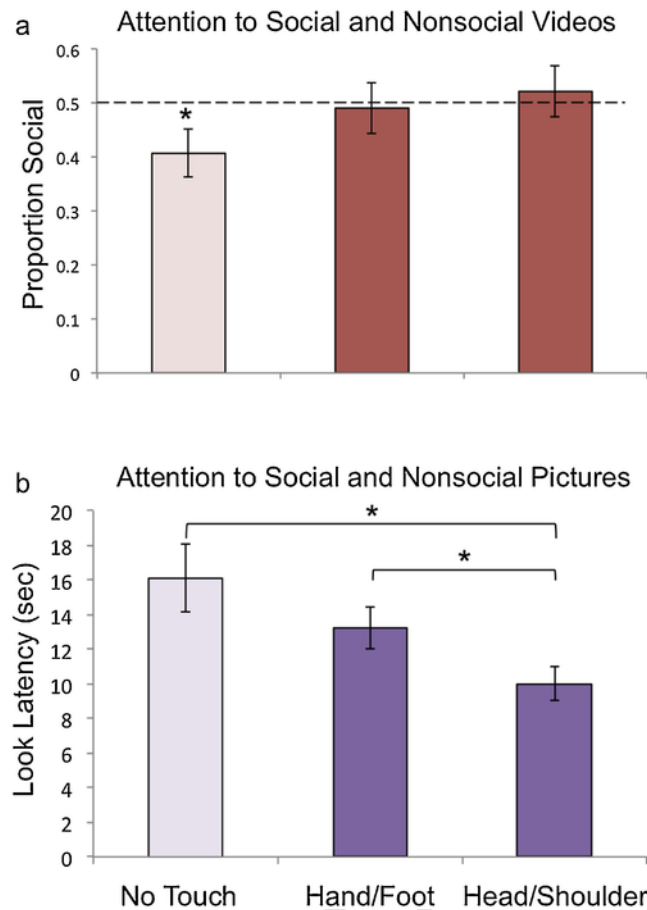 a
Attention to Social and Nonsocial Videos
Proportion Social
0.6
0.5
0.4
0.3
0.2
0.1
0
*
b
Attention to Social and Nonsocial Pictures
Look Latency (sec)
20
18
16
14
12
10
8
6
4
2
0
*
*
No Touch
Hand/Foot
Head/Shoulder